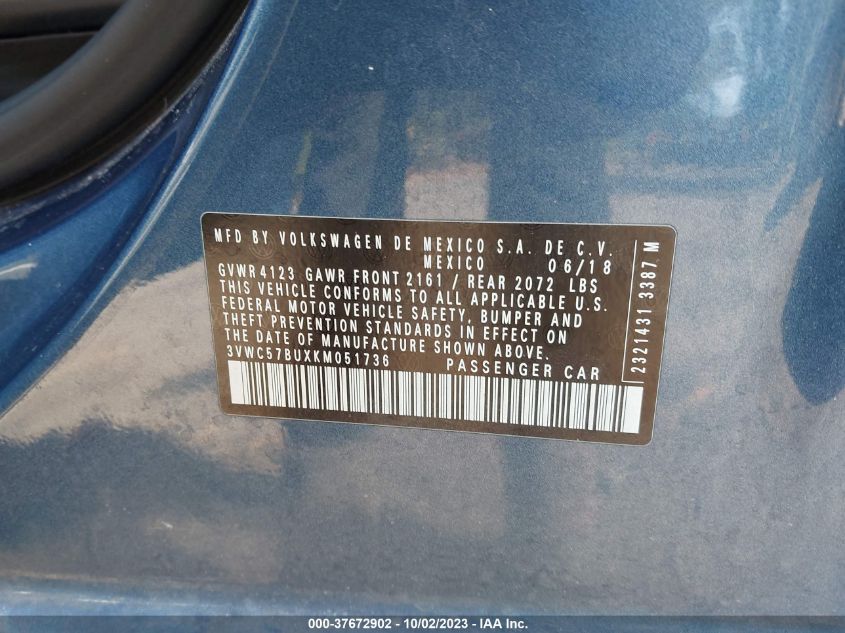 MFD BY VOLKSWAGEN DE MEXICO S.A. DE C.V.
MEXICO 06/18
GVWR 4123 GAWR FRONT 2161 / REAR 2072 LBS
THIS VEHICLE CONFORMS TO ALL APPLICABLE U.S.
FEDERAL MOTOR VEHICLE SAFETY, BUMPER AND
THEFT PREVENTION STANDARDS IN EFFECT ON
THE DATE OF MANUFACTURE SHOWN ABOVE.
3VWC57BUXKM051736 PASSENGER CAR
2321431 3387 M
000-37672902 - 10/02/2023 - IAAI.com